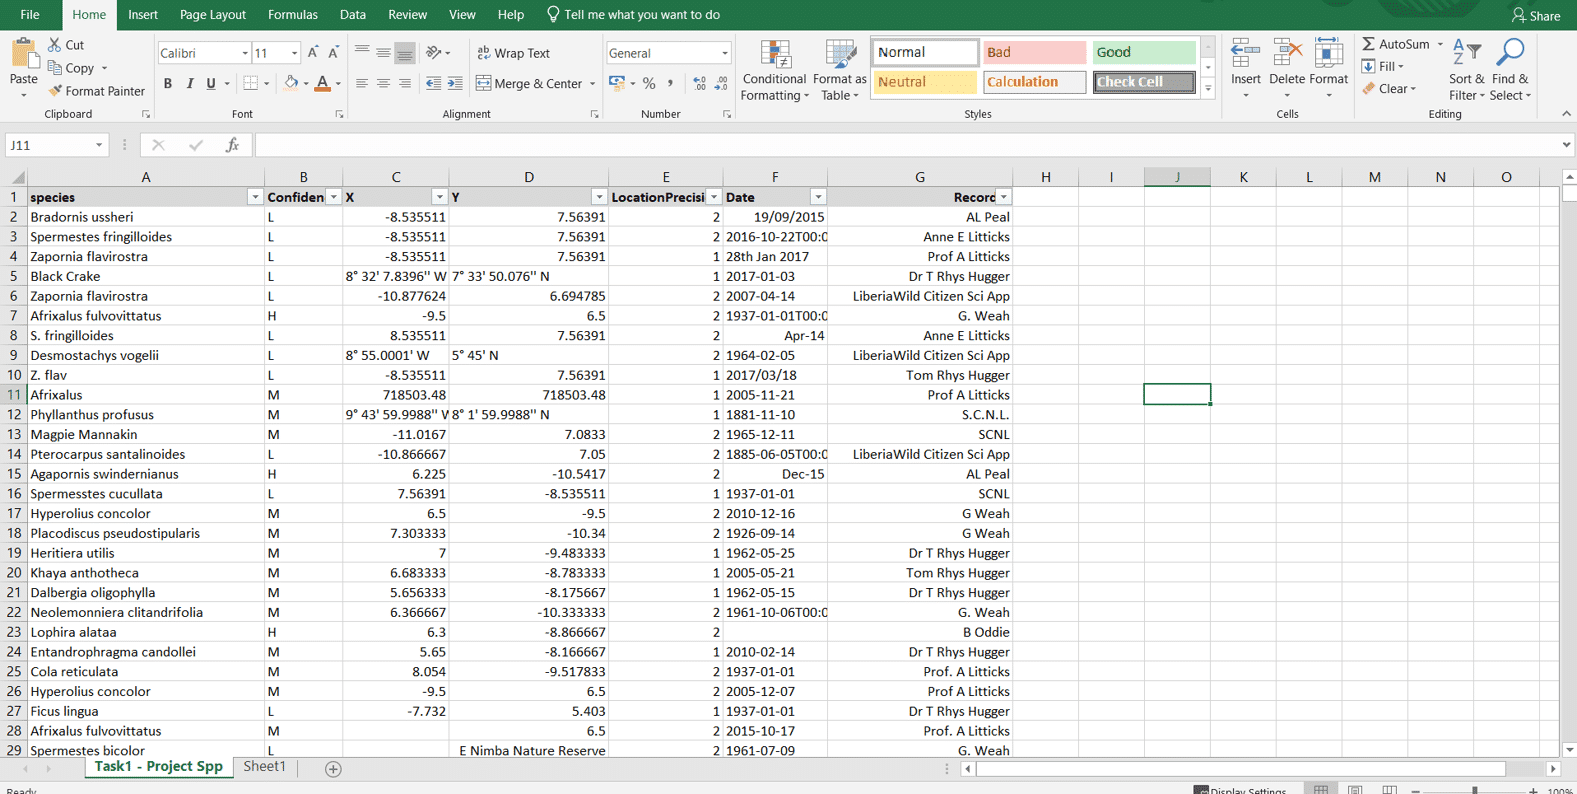 File Home Insert Page Layout Formulas Data Review View Help Tell me what you want to do Share
Paste
Cut
Copy
Format Painter
Clipboard
Calibri 11
B I U
Font
Wrap Text
Merge & Center
Alignment
General
Number
Conditional Formatting
Format as Table
Normal Bad Good
Neutral Calculation Check Cell
Styles
Insert Delete Format
Cells
AutoSum
Fill
Clear
Sort & Filter
Find & Select
Editing
J11 fx
A B C D E F G H I J K L M N O
1 species Confiden X Y LocationPrecisi Date Record
2 Bradornis ussheri L -8.535511 7.56391 2 19/09/2015 AL Peal
3 Spermestes fringilloides L -8.535511 7.56391 2 2016-10-22T00:0 Anne E Litticks
4 Zapornia flavirostra L -8.535511 7.56391 1 28th Jan 2017 Prof A Litticks
5 Black Crake L 8° 32' 7.8396'' W 7° 33' 50.076'' N 1 2017-01-03 Dr T Rhys Hugger
6 Zapornia flavirostra L -10.877624 6.694785 2 2007-04-14 LiberiaWild Citizen Sci App
7 Afrixalus fulvovittatus H -9.5 6.5 2 1937-01-01T00:0 G. Weah
8 S. fringilloides L 8.535511 7.56391 2 Apr-14 Anne E Litticks
9 Desmostachys vogelii L 8° 55.0001' W 5° 45' N 2 1964-02-05 LiberiaWild Citizen Sci App
10 Z. flav L -8.535511 7.56391 1 2017/03/18 Tom Rhys Hugger
11 Afrixalus M 718503.48 718503.48 1 2005-11-21 Prof A Litticks
12 Phyllanthus profusus M 9° 43' 59.9988'' W 8° 1' 59.9988'' N 1 1881-11-10 S.C.N.L.
13 Magpie Mannakin M -11.0167 7.0833 2 1965-12-11 SCNL
14 Pterocarpus santalinoides L -10.866667 7.05 2 1885-06-05T00:0 LiberiaWild Citizen Sci App
15 Agapornis swindernianus H 6.225 -10.5417 2 Dec-15 AL Peal
16 Spermesstes cucullata L 7.56391 -8.535511 1 1937-01-01 SCNL
17 Hyperolius concolor M 6.5 -9.5 2 2010-12-16 G Weah
18 Placodiscus pseudostipularis M 7.303333 -10.34 2 1926-09-14 G Weah
19 Heritiera utilis M 7 -9.483333 1 1962-05-25 Dr T Rhys Hugger
20 Khaya anthotheca M 6.683333 -8.783333 1 2005-05-21 Tom Rhys Hugger
21 Dalbergia oligophylla M 5.656333 -8.175667 1 1962-05-15 Dr T Rhys Hugger
22 Neolemonniera clitandrifolia M 6.366667 -10.333333 2 1961-10-06T00:0 G. Weah
23 Lophira alataa H 6.3 -8.866667 2 B Oddie
24 Entandrophragma candollei M 5.65 -8.166667 1 2010-02-14 Dr T Rhys Hugger
25 Cola reticulata M 8.054 -9.517833 2 1937-01-01 Prof. A Litticks
26 Hyperolius concolor M -9.5 6.5 2 2005-12-07 Prof A Litticks
27 Ficus lingua L -7.732 5.403 1 1937-01-01 Dr T Rhys Hugger
28 Afrixalus fulvovittatus M 6.5 2 2015-10-17 Prof. A Litticks
29 Spermestes bicolor L E Nimba Nature Reserve 2 1961-07-09 G. Weah
Task1 - Project Spp Sheet1
Ready Display Settings 100%